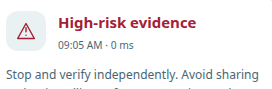 High-risk evidence
09:05 AM · 0 ms
Stop and verify independently. Avoid sharing